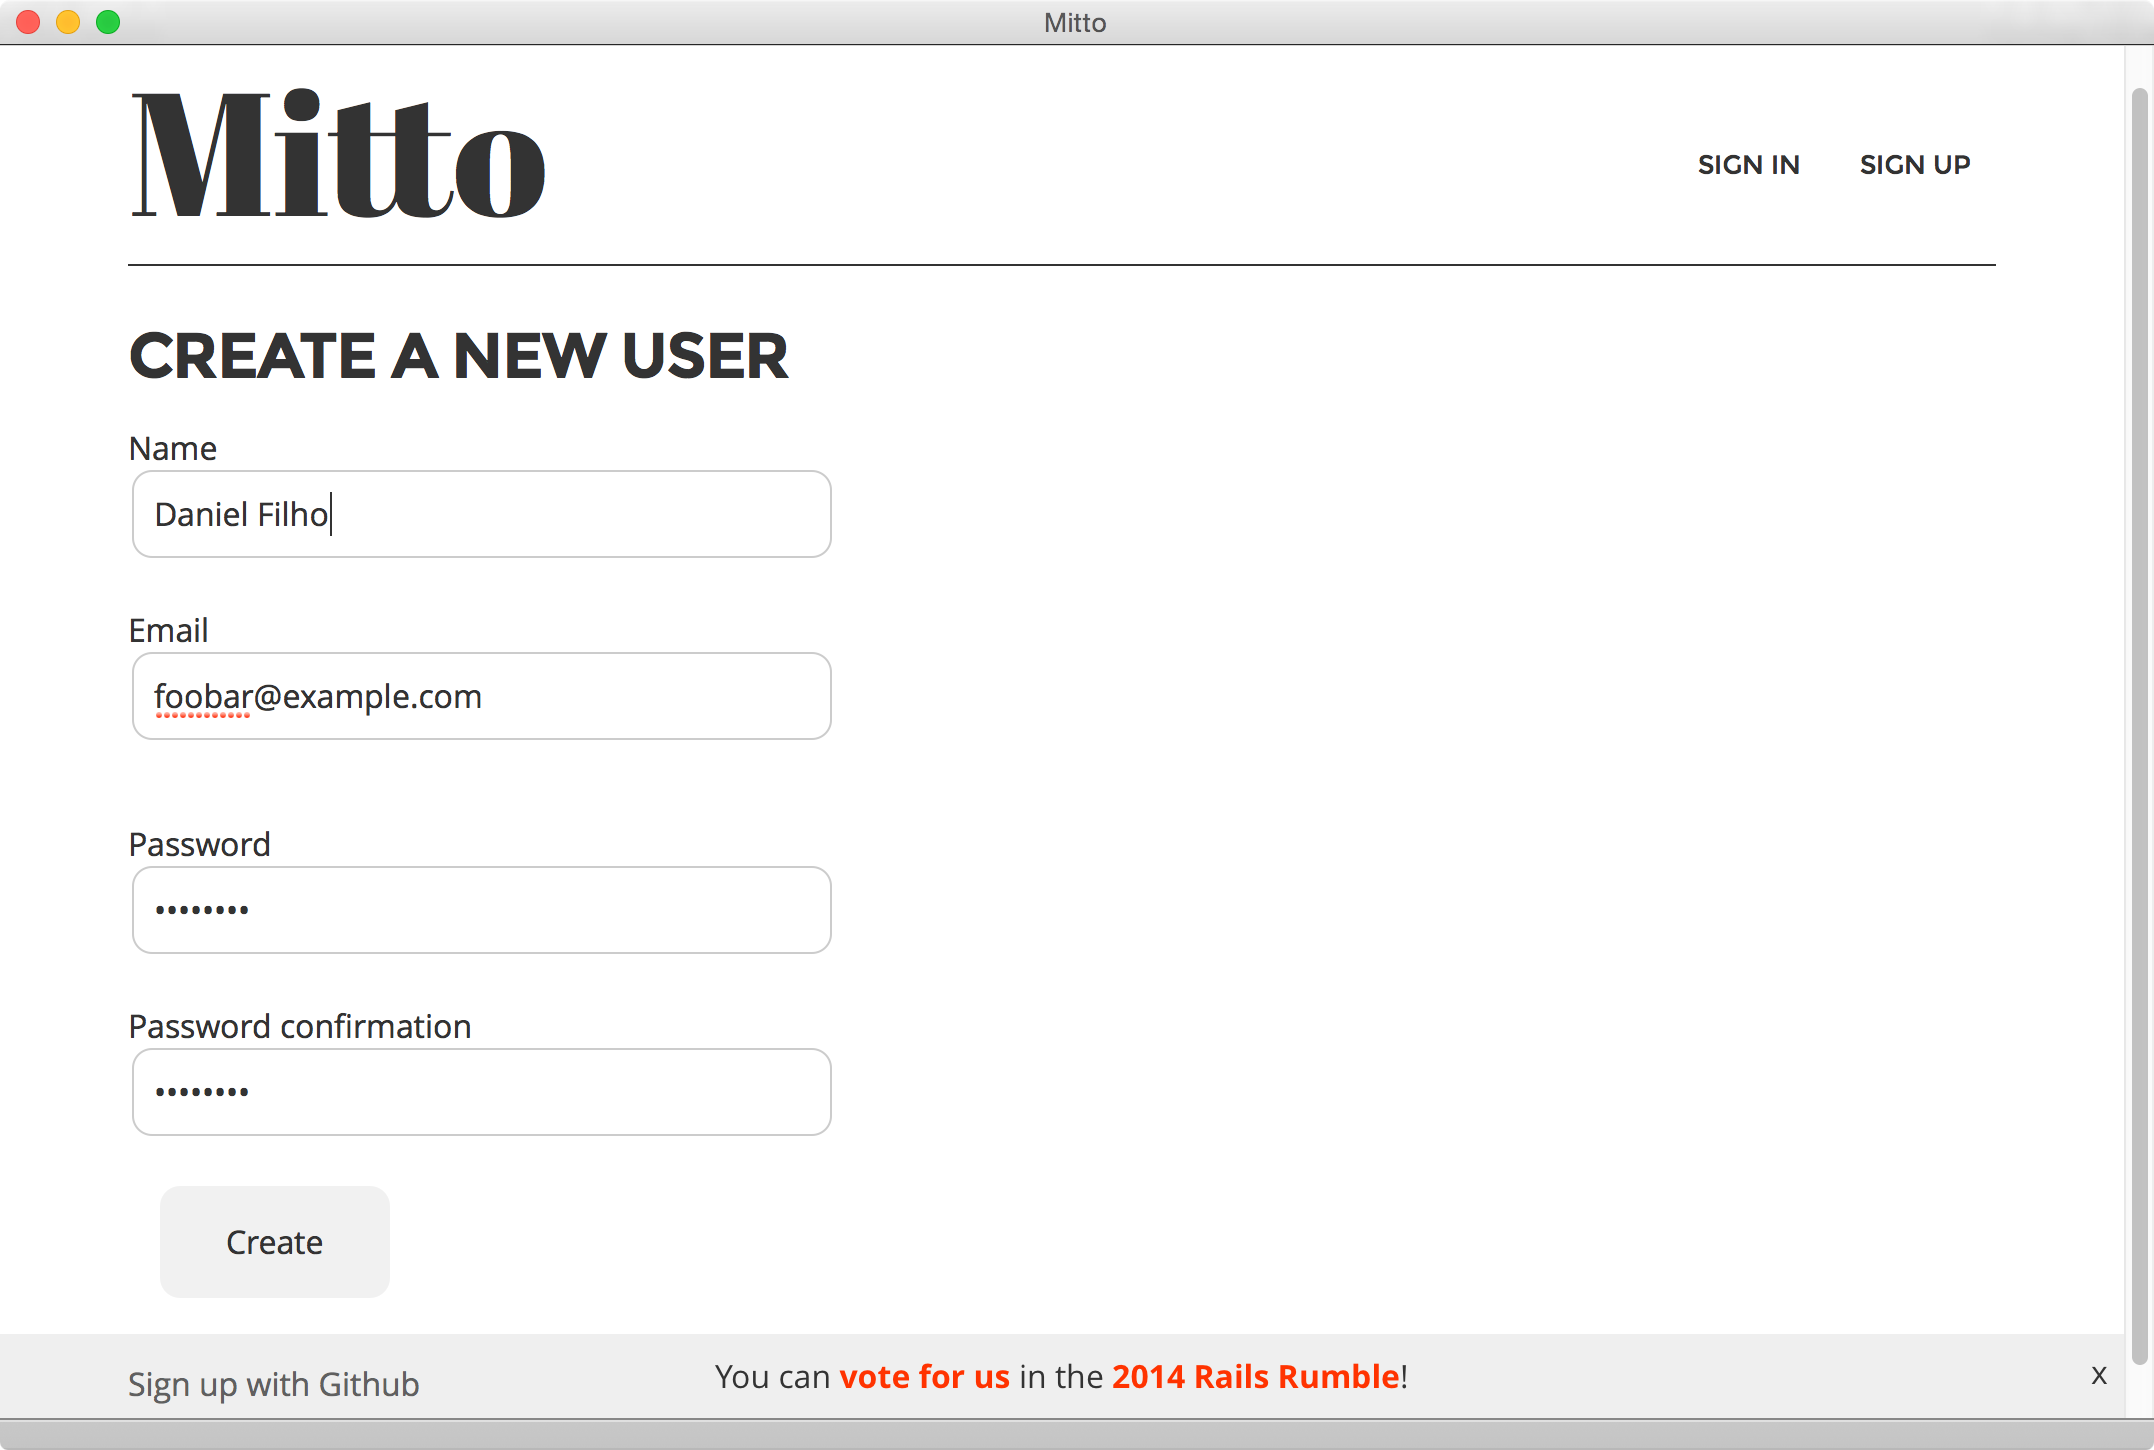 Mitto
Mitto
SIGN IN SIGN UP
CREATE A NEW USER
Name
Daniel Filho
Email
foobar@example.com
Password
••••••••
Password confirmation
••••••••
Create
Sign up with Github
You can vote for us in the 2014 Rails Rumble!
x